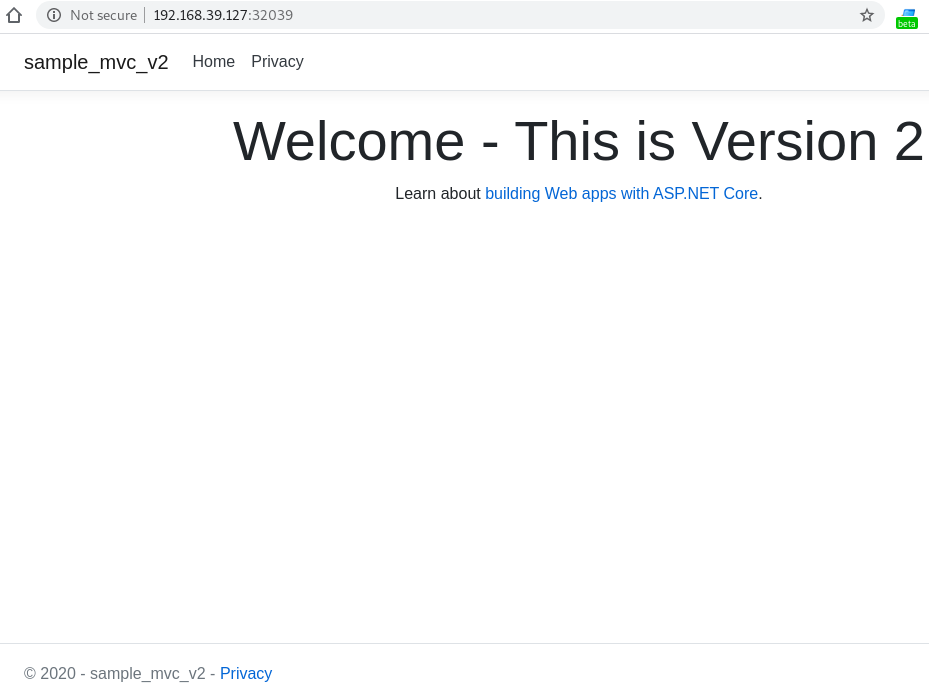 Not secure 192.168.39.127:32039
beta
sample_mvc_v2 Home Privacy
Welcome - This is Version 2
Learn about building Web apps with ASP.NET Core.
© 2020 - sample_mvc_v2 - Privacy